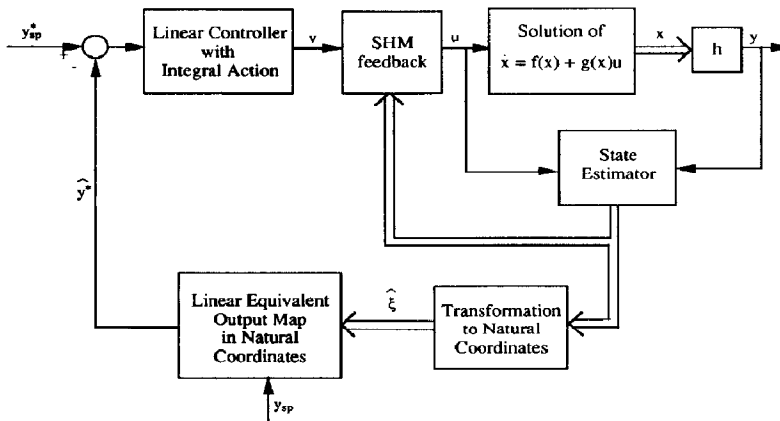 y*sp
+
-
Linear Controller
with
Integral Action
v
SHM
feedback
u
Solution of
ẋ = f(x) + g(x)u
x
h
y
State
Estimator
ŷ*
Linear Equivalent
Output Map
in Natural
Coordinates
ξ̂
Transformation
to Natural
Coordinates
ysp